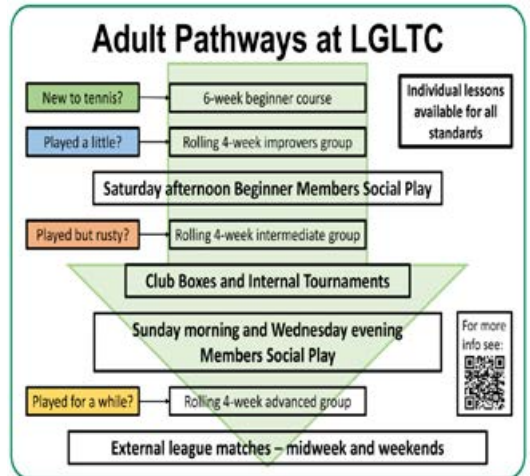 Adult Pathways at LGLTC
New to tennis?
6-week beginner course
Individual lessons
available for all
standards
Played a little?
Rolling 4-week improvers group
Saturday afternoon Beginner Members Social Play
Played but rusty?
Rolling 4-week intermediate group
Club Boxes and Internal Tournaments
Sunday morning and Wednesday evening
Members Social Play
For more
info see:
Played for a while?
Rolling 4-week advanced group
External league matches – midweek and weekends